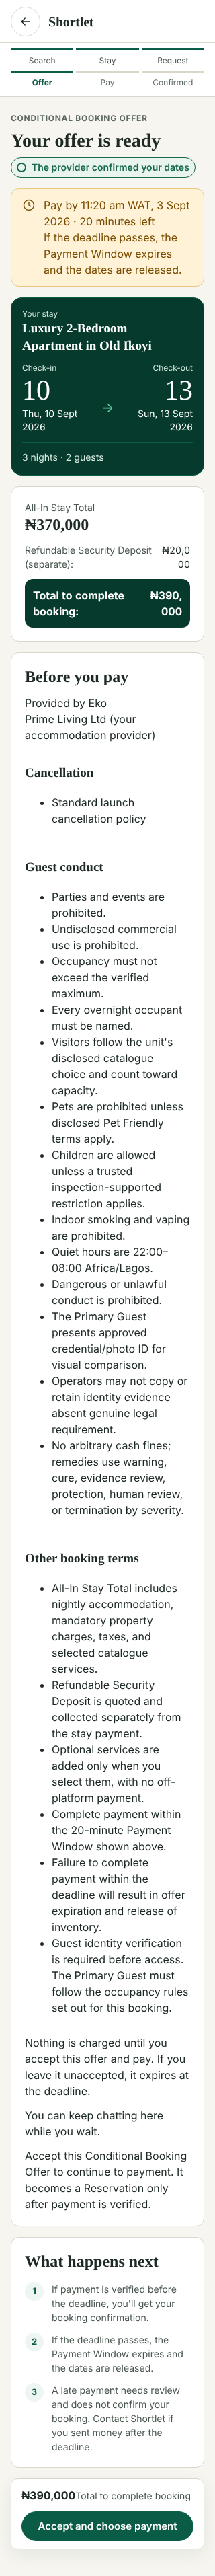 Shortlet
Search
Stay
Request
Offer
Pay
Confirmed
CONDITIONAL BOOKING OFFER
Your offer is ready
The provider confirmed your dates
Pay by 11:20 am WAT, 3 Sept
2026 · 20 minutes left
If the deadline passes, the
Payment Window expires
and the dates are released.
Your stay
Luxury 2-Bedroom
Apartment in Old Ikoyi
Check-in
10
Thu, 10 Sept
2026
→
Check-out
13
Sun, 13 Sept
2026
3 nights · 2 guests
All-In Stay Total
₦370,000
Refundable Security Deposit
(separate):
₦20,0
00
Total to complete
booking:
₦390,
000
Before you pay
Provided by Eko
Prime Living Ltd (your
accommodation provider)
Cancellation
• Standard launch
cancellation policy
Guest conduct
• Parties and events are
prohibited.
• Undisclosed commercial
use is prohibited.
• Occupancy must not
exceed the verified
maximum.
• Every overnight occupant
must be named.
• Visitors follow the unit's
disclosed catalogue
choice and count toward
capacity.
• Pets are prohibited unless
disclosed Pet Friendly
terms apply.
• Children are allowed
unless a trusted
inspection-supported
restriction applies.
• Indoor smoking and vaping
are prohibited.
• Quiet hours are 22:00–
08:00 Africa/Lagos.
• Dangerous or unlawful
conduct is prohibited.
• The Primary Guest
presents approved
credential/photo ID for
visual comparison.
• Operators may not copy or
retain identity evidence
absent genuine legal
requirement.
• No arbitrary cash fines;
remedies use warning,
cure, evidence review,
protection, human review,
or termination by severity.
Other booking terms
• All-In Stay Total includes
nightly accommodation,
mandatory property
charges, taxes, and
selected catalogue
services.
• Refundable Security
Deposit is quoted and
collected separately from
the stay payment.
• Optional services are
added only when you
select them, with no off-
platform payment.
• Complete payment within
the 20-minute Payment
Window shown above.
• Failure to complete
payment within the
deadline will result in offer
expiration and release of
inventory.
• Guest identity verification
is required before access.
The Primary Guest must
follow the occupancy rules
set out for this booking.
Nothing is charged until you
accept this offer and pay. If you
leave it unaccepted, it expires at
the deadline.
You can keep chatting here
while you wait.
Accept this Conditional Booking
Offer to continue to payment. It
becomes a Reservation only
after payment is verified.
What happens next
1 If payment is verified before
the deadline, you'll get your
booking confirmation.
2 If the deadline passes, the
Payment Window expires and
the dates are released.
3 A late payment needs review
and does not confirm your
booking. Contact Shortlet if
you sent money after the
deadline.
₦390,000 Total to complete booking
Accept and choose payment